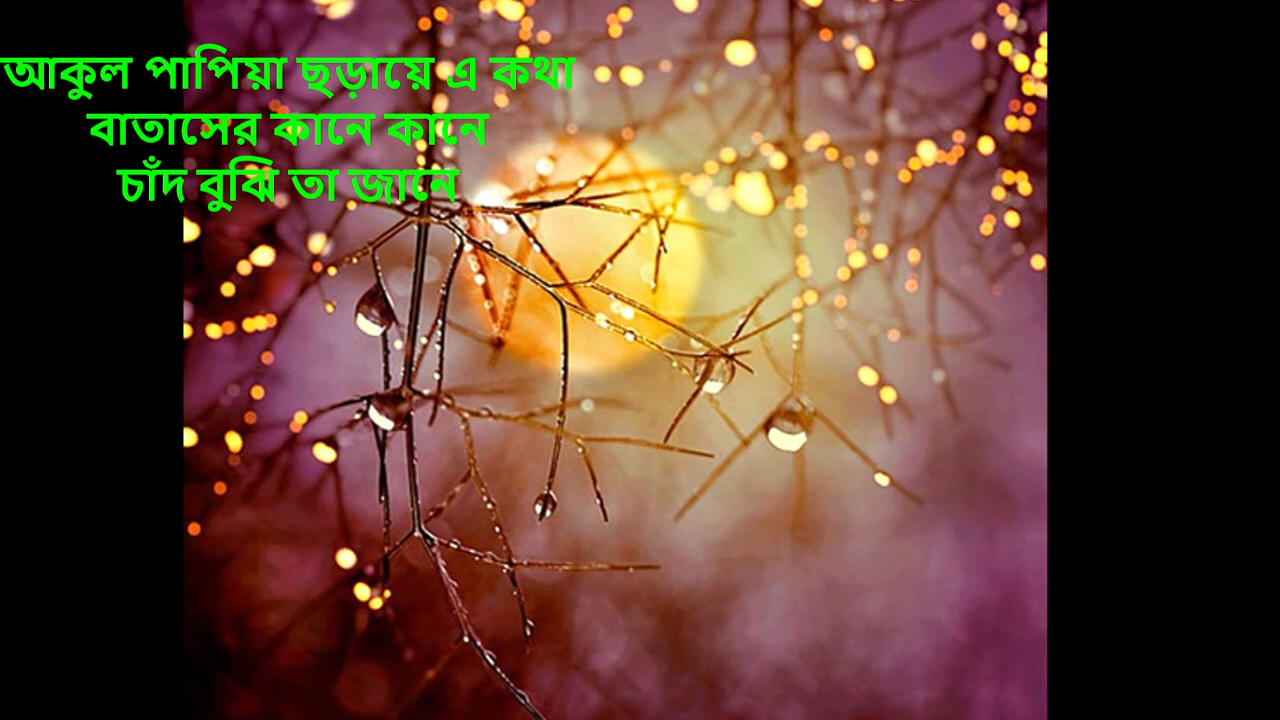 আকুল পাপিয়া ছড়ায়ে এ কথা
বাতাসের কানে কানে
চাঁদ বুঝি তা জানে